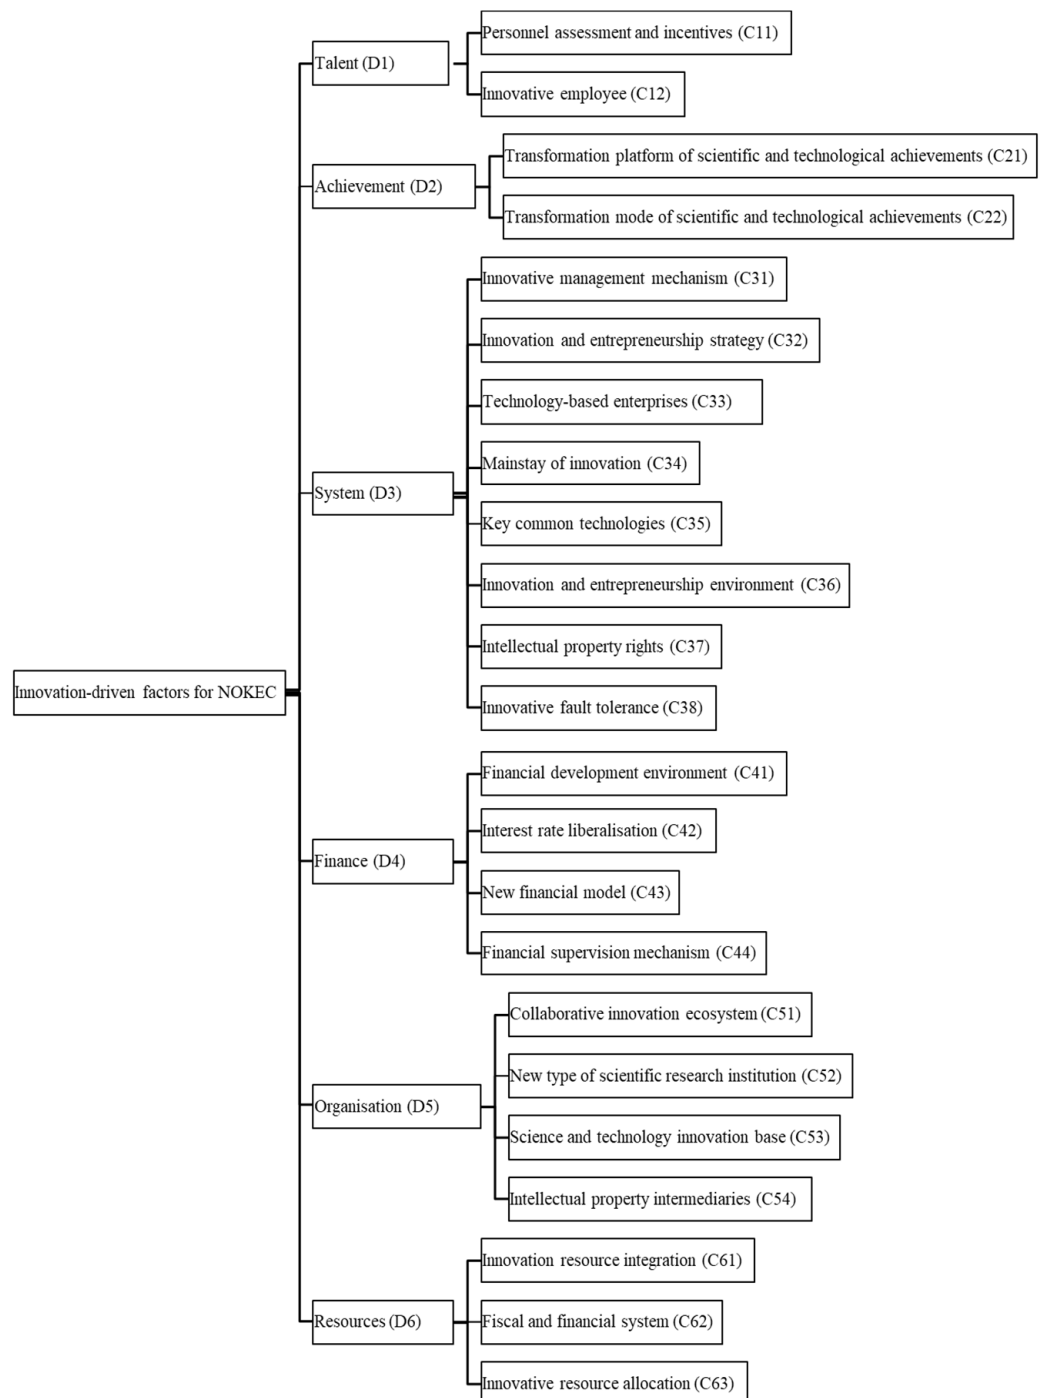 Personnel assessment and incentives (C11)
Talent (D1)
Innovative employee (C12)
Transformation platform of scientific and technological achievements (C21)
Achievement (D2)
Transformation mode of scientific and technological achievements (C22)
Innovative management mechanism (C31)
Innovation and entrepreneurship strategy (C32)
Technology-based enterprises (C33)
Mainstay of innovation (C34)
System (D3)
Key common technologies (C35)
Innovation and entrepreneurship environment (C36)
Intellectual property rights (C37)
Innovation-driven factors for NOKEC
Innovative fault tolerance (C38)
Financial development environment (C41)
Interest rate liberalisation (C42)
Finance (D4)
New financial model (C43)
Financial supervision mechanism (C44)
Collaborative innovation ecosystem (C51)
New type of scientific research institution (C52)
Organisation (D5)
Science and technology innovation base (C53)
Intellectual property intermediaries (C54)
Innovation resource integration (C61)
Resources (D6)
Fiscal and financial system (C62)
Innovative resource allocation (C63)